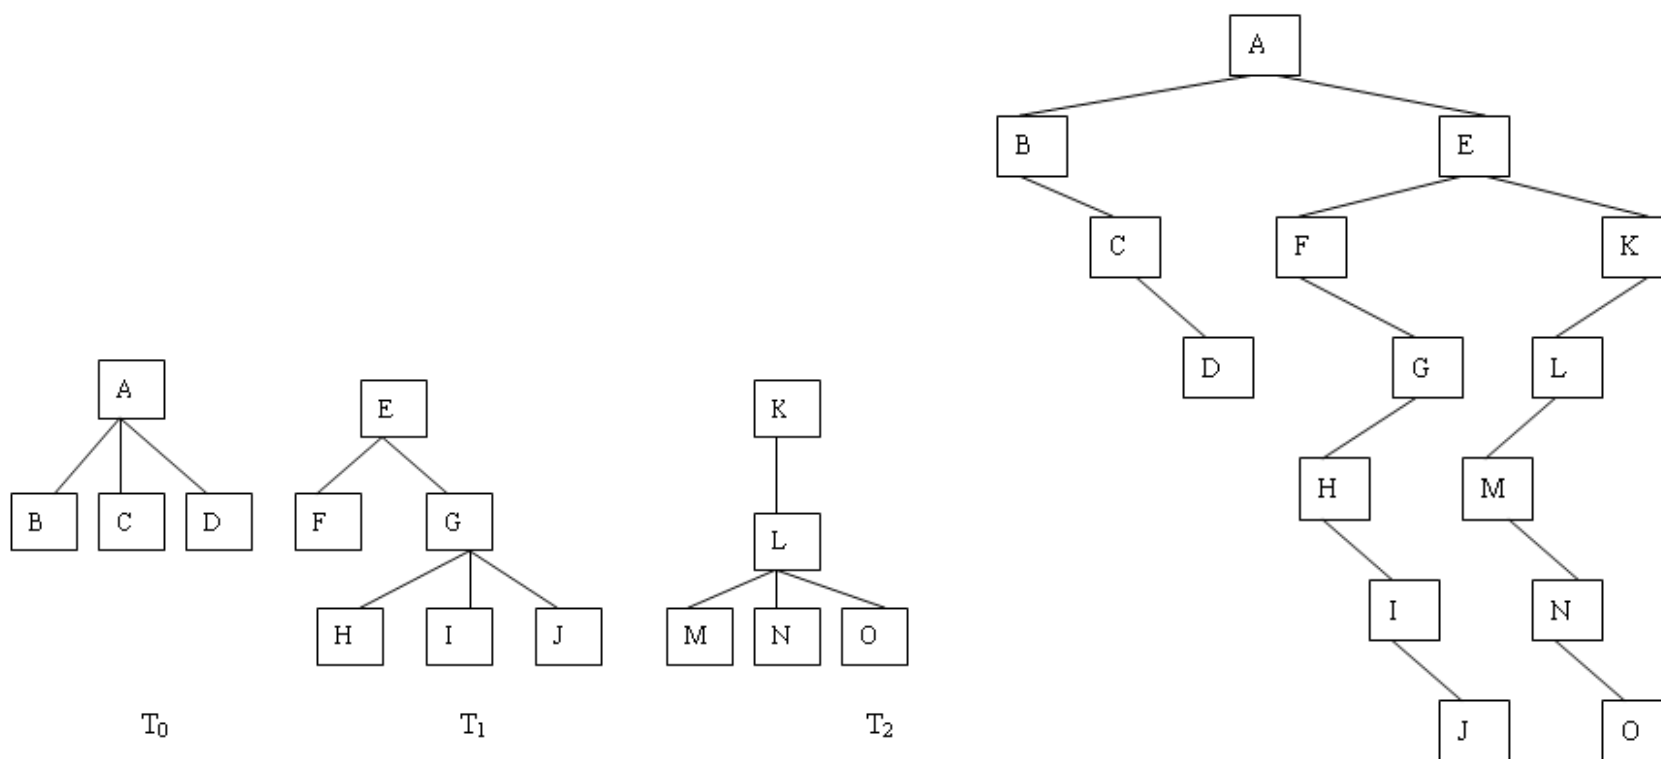 A
B E
C F K
D G L
A
E K
H M
B C D F G L
I N
H I J M N O
T₀ T₁ T₂ J O